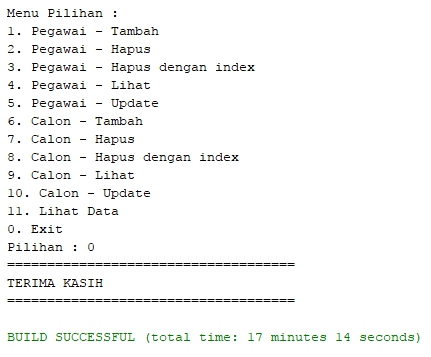 Menu Pilihan :
1. Pegawai - Tambah
2. Pegawai - Hapus
3. Pegawai - Hapus dengan index
4. Pegawai - Lihat
5. Pegawai - Update
6. Calon - Tambah
7. Calon - Hapus
8. Calon - Hapus dengan index
9. Calon - Lihat
10. Calon - Update
11. Lihat Data
0. Exit
Pilihan : 0
====================================
TERIMA KASIH
====================================
BUILD SUCCESSFUL (total time: 17 minutes 14 seconds)